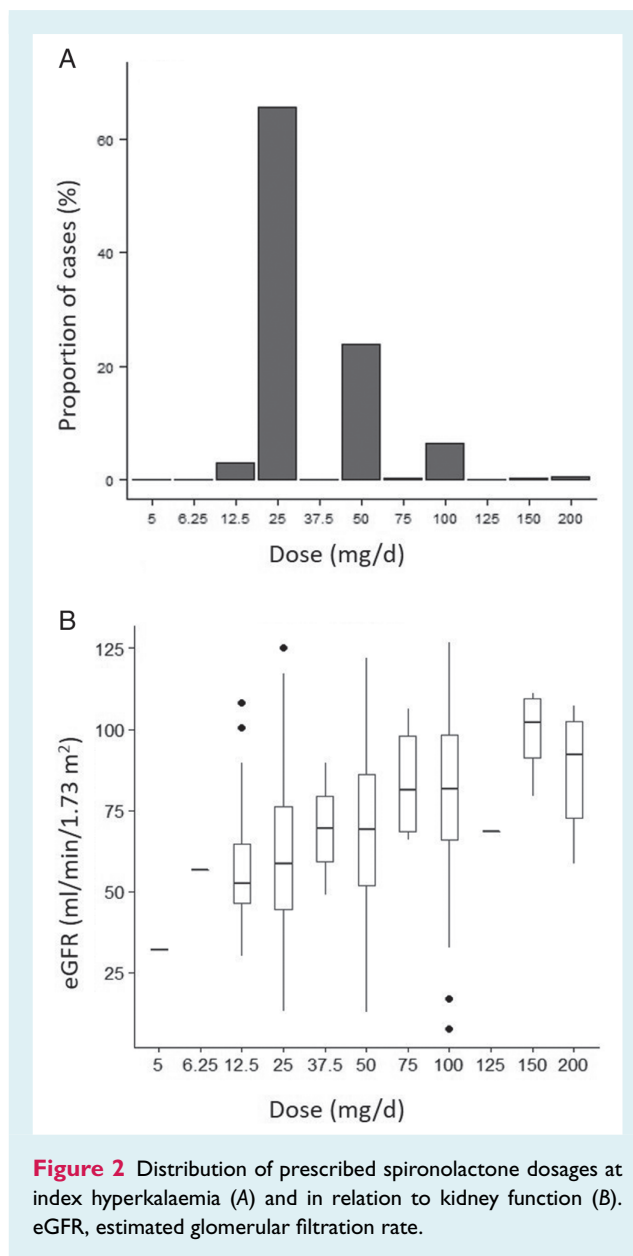 A
Proportion of cases (%)
60
40
20
0
5 6.25 12.5 25 37.5 50 75 100 125 150 200
Dose (mg/d)
B
eGFR (ml/min/1.73 m²)
125
100
75
50
25
5 6.25 12.5 25 37.5 50 75 100 125 150 200
Dose (mg/d)
Figure 2 Distribution of prescribed spironolactone dosages at
index hyperkalaemia (A) and in relation to kidney function (B).
eGFR, estimated glomerular filtration rate.